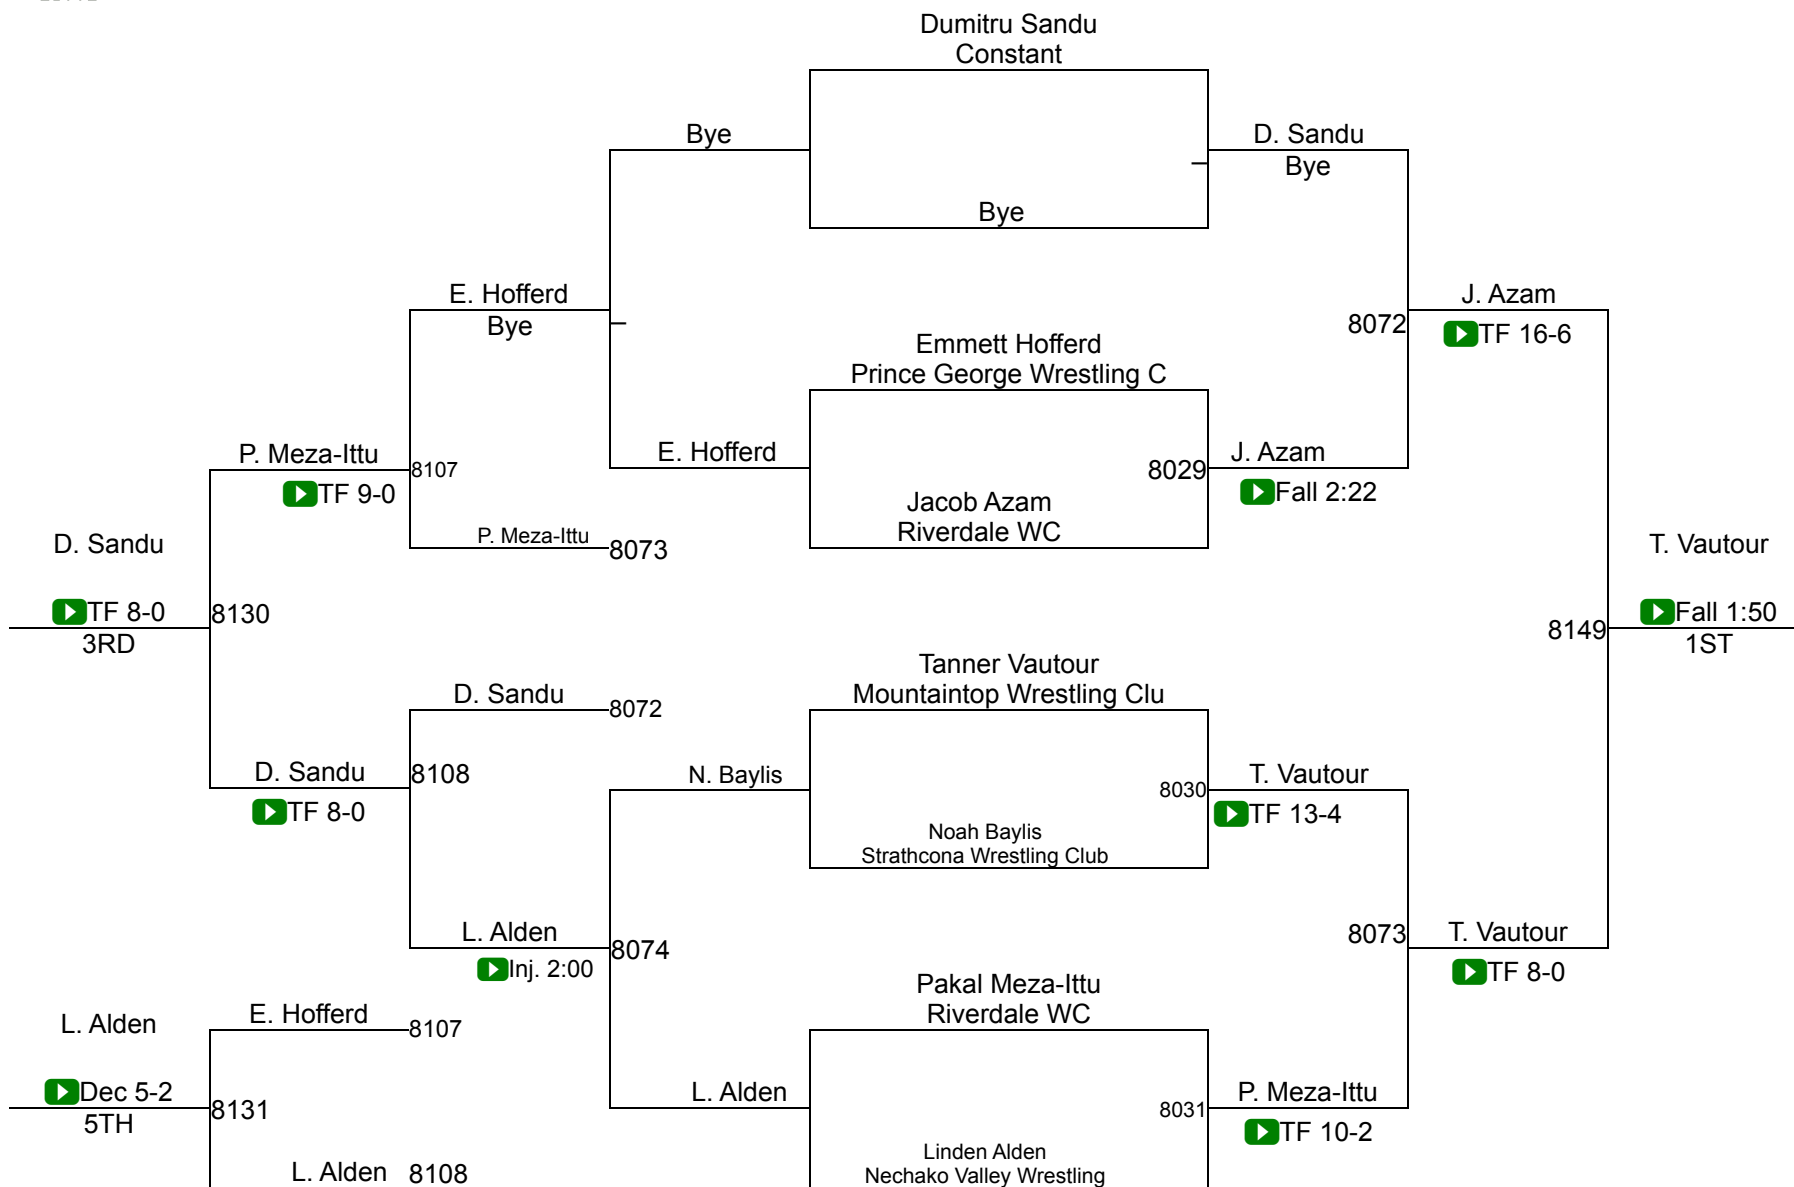 Dumitru Sandu
Constant
Bye
D. Sandu
Bye
Bye
E. Hofferd
Bye
J. Azam
8072
TF 16-6
Emmett Hofferd
Prince George Wrestling C
P. Meza-Ittu
8107
TF 9-0
E. Hofferd
8029
J. Azam
Fall 2:22
Jacob Azam
Riverdale WC
P. Meza-Ittu
8073
D. Sandu
TF 8-0
3RD
8130
T. Vautour
Fall 1:50
1ST
8149
Tanner Vautour
Mountaintop Wrestling Clu
D. Sandu
8072
D. Sandu
8108
TF 8-0
N. Baylis
8030
T. Vautour
TF 13-4
Noah Baylis
Strathcona Wrestling Club
L. Alden
8074
Inj. 2:00
8073
T. Vautour
TF 8-0
Pakal Meza-Ittu
Riverdale WC
L. Alden
E. Hofferd
8107
Dec 5-2
5TH
8131
L. Alden
8031
P. Meza-Ittu
TF 10-2
Linden Alden
Nechako Valley Wrestling
L. Alden
8108